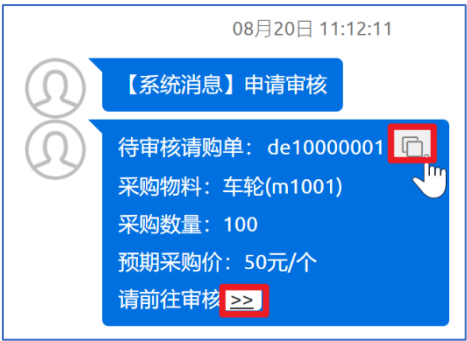 08月20日 11:12:11
【系统消息】申请审核
待审核请购单：de10000001
采购物料：车轮(m1001)
采购数量：100
预期采购价：50元/个
请前往审核 >>